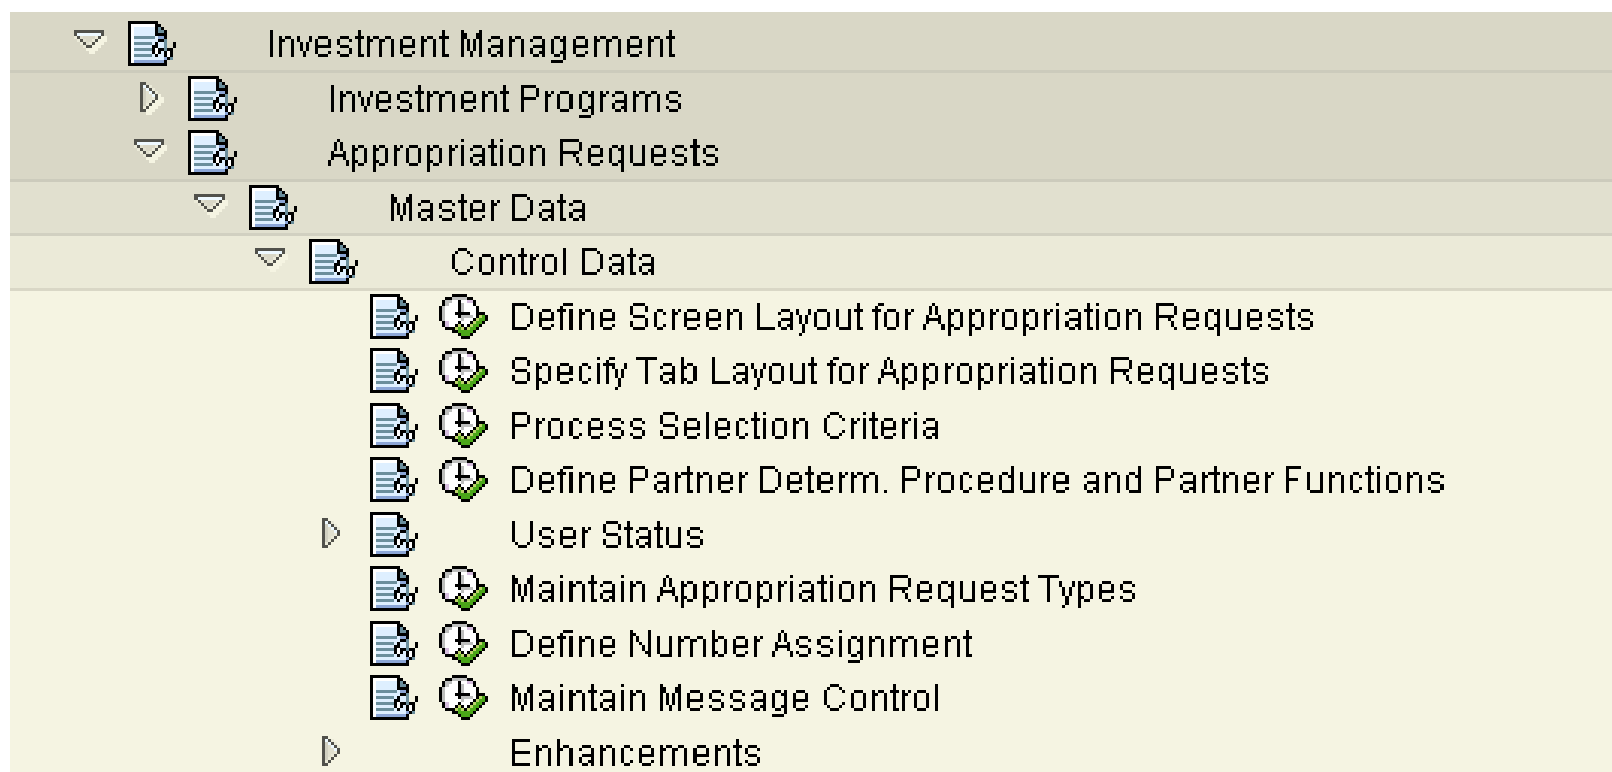 Investment Management
Investment Programs
Appropriation Requests
Master Data
Control Data
Define Screen Layout for Appropriation Requests
Specify Tab Layout for Appropriation Requests
Process Selection Criteria
Define Partner Determ. Procedure and Partner Functions
User Status
Maintain Appropriation Request Types
Define Number Assignment
Maintain Message Control
Enhancements